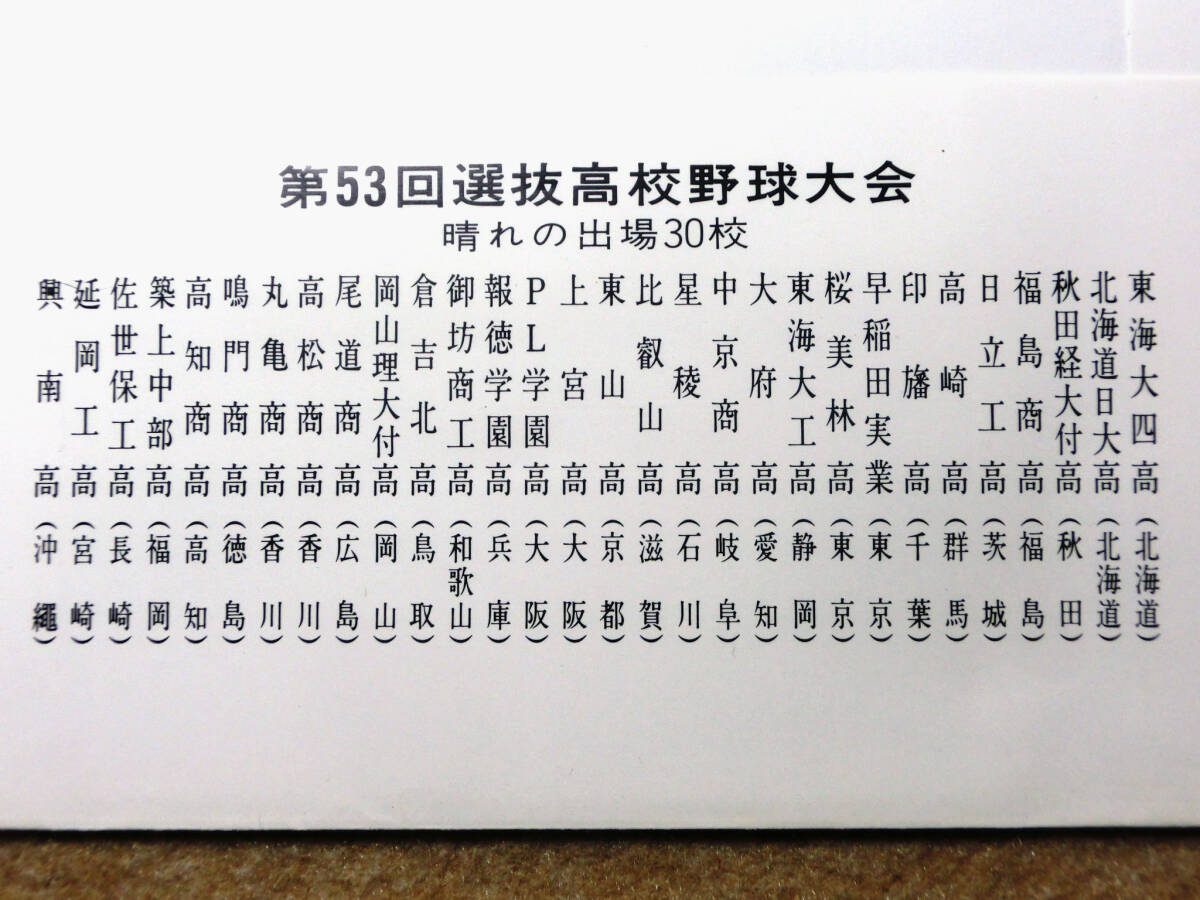 第53回選抜高校野球大会
晴れの出場30校
東海大四高（北海道）
北海道日大高（北海道）
秋田経大付高（秋田）
福島商高（福島）
日立工高（茨城）
高崎高（群馬）
印旛高（千葉）
早稲田実業（東京）
桜美林高（東京）
東海大工高（静岡）
大府高（愛知）
中京商高（岐阜）
星稜高（石川）
比叡山高（滋賀）
東山高（京都）
上宮高（大阪）
PL学園高（大阪）
報徳学園高（兵庫）
御坊商工高（和歌山）
倉吉北高（鳥取）
岡山理大付高（岡山）
尾道商高（広島）
高松商高（香川）
丸亀商高（香川）
鳴門商高（徳島）
高知商高（高知）
築上中部高（福岡）
佐世保工高（長崎）
延岡工高（宮崎）
興南高（沖縄）